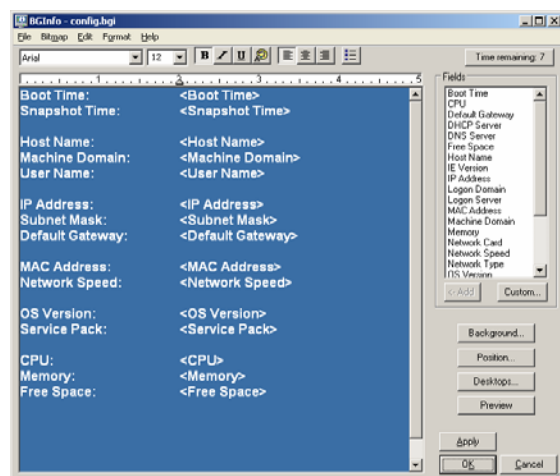 BGInfo - config.bgi
File Bitmap Edit Format Help
Arial 12 B I U
Time remaining: 7
1 2 3 4 5
Boot Time: <Boot Time>
Snapshot Time: <Snapshot Time>
Host Name: <Host Name>
Machine Domain: <Machine Domain>
User Name: <User Name>
IP Address: <IP Address>
Subnet Mask: <Subnet Mask>
Default Gateway: <Default Gateway>
MAC Address: <MAC Address>
Network Speed: <Network Speed>
OS Version: <OS Version>
Service Pack: <Service Pack>
CPU: <CPU>
Memory: <Memory>
Free Space: <Free Space>
Fields
Boot Time
CPU
Default Gateway
DHCP Server
DNS Server
Free Space
Host Name
IE Version
IP Address
Logon Domain
Logon Server
MAC Address
Machine Domain
Memory
Network Card
Network Speed
Network Type
OS Version
<- Add Custom...
Background...
Position...
Desktops...
Preview
Apply
OK Cancel